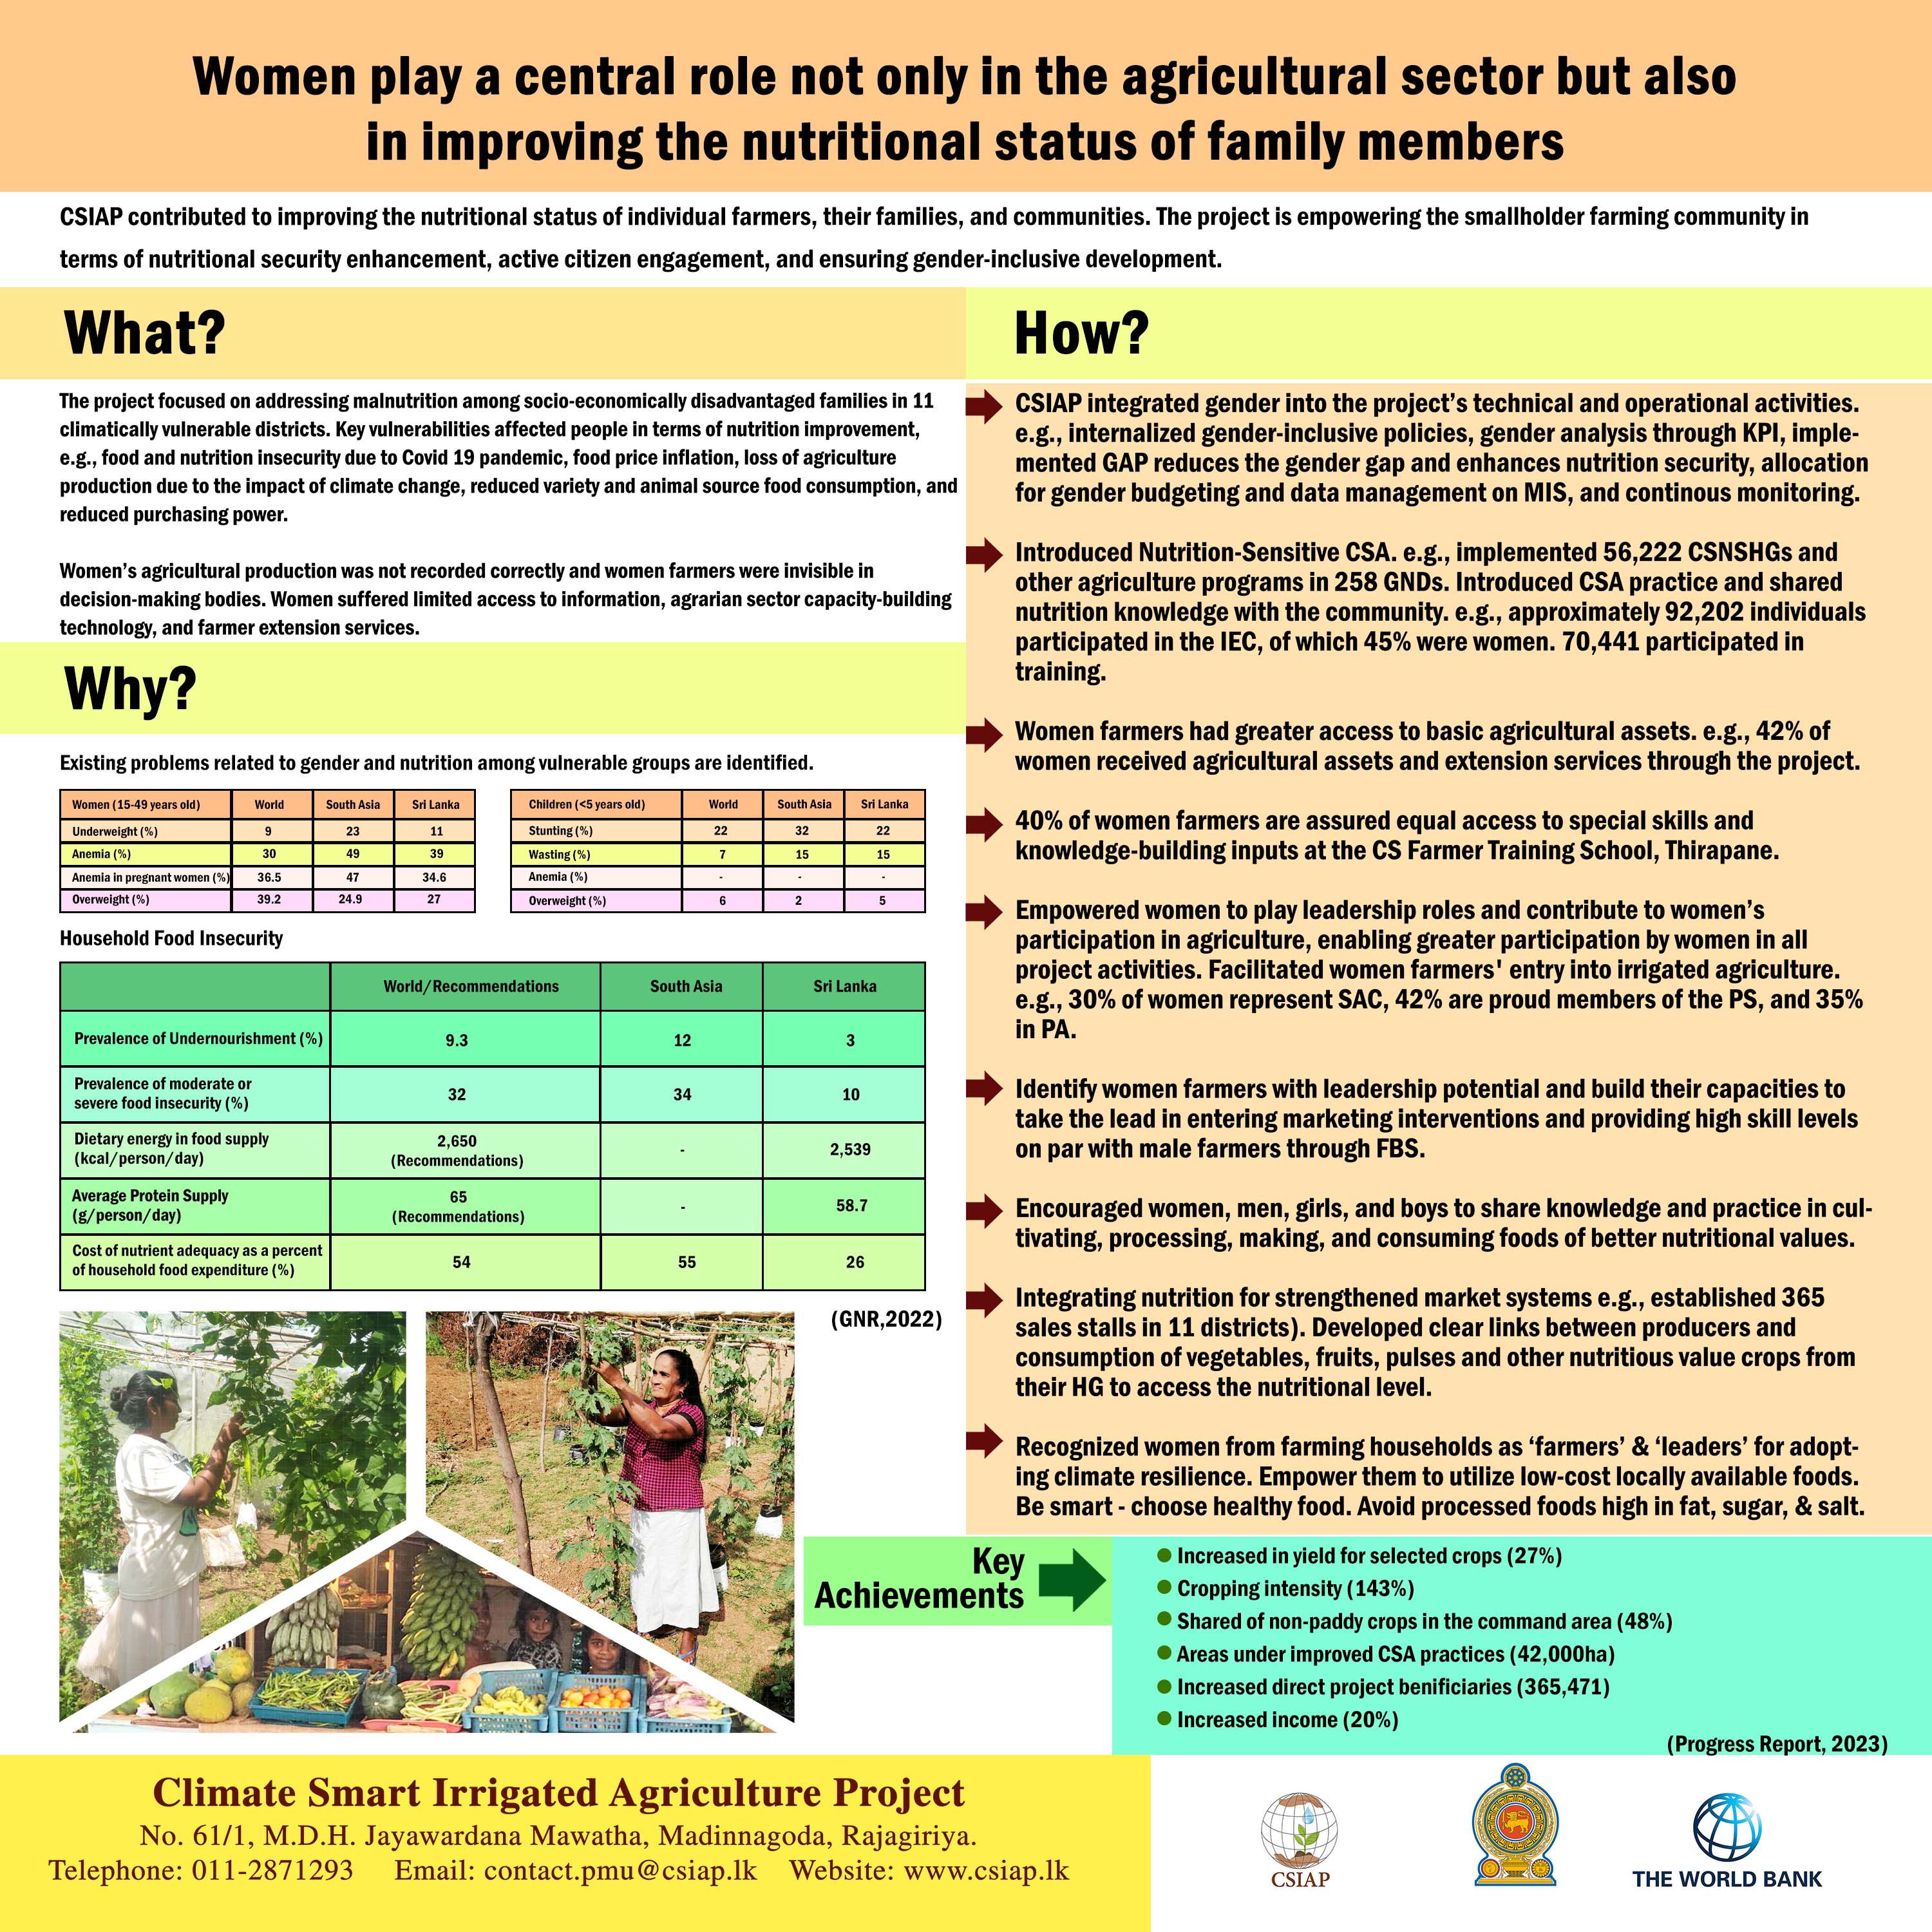 Women play a central role not only in the agricultural sector but also
in improving the nutritional status of family members
CSIAP contributed to improving the nutritional status of individual farmers, their families, and communities. The project is empowering the smallholder farming community in
terms of nutritional security enhancement, active citizen engagement, and ensuring gender-inclusive development.
What?
The project focused on addressing malnutrition among socio-economically disadvantaged families in 11
climatically vulnerable districts. Key vulnerabilities affected people in terms of nutrition improvement,
e.g., food and nutrition insecurity due to Covid 19 pandemic, food price inflation, loss of agriculture
production due to the impact of climate change, reduced variety and animal source food consumption, and
reduced purchasing power.
Women’s agricultural production was not recorded correctly and women farmers were invisible in
decision-making bodies. Women suffered limited access to information, agrarian sector capacity-building
technology, and farmer extension services.
Why?
Existing problems related to gender and nutrition among vulnerable groups are identified.
Women (15-49 years old) World South Asia Sri Lanka
Underweight (%) 9 23 11
Anemia (%) 30 49 39
Anemia in pregnant women (%) 36.5 47 34.6
Overweight (%) 39.2 24.9 27
Children (<5 years old) World South Asia Sri Lanka
Stunting (%) 22 32 22
Wasting (%) 7 15 15
Anemia (%) - - -
Overweight (%) 6 2 5
Household Food Insecurity
World/Recommendations South Asia Sri Lanka
Prevalence of Undernourishment (%) 9.3 12 3
Prevalence of moderate or
severe food insecurity (%) 32 34 10
Dietary energy in food supply
(kcal/person/day) 2,650
(Recommendations) - 2,539
Average Protein Supply
(g/person/day) 65
(Recommendations) - 58.7
Cost of nutrient adequacy as a percent
of household food expenditure (%) 54 55 26
(GNR,2022)
How?
CSIAP integrated gender into the project’s technical and operational activities.
e.g., internalized gender-inclusive policies, gender analysis through KPI, imple-
mented GAP reduces the gender gap and enhances nutrition security, allocation
for gender budgeting and data management on MIS, and continous monitoring.
Introduced Nutrition-Sensitive CSA. e.g., implemented 56,222 CSNSHGs and
other agriculture programs in 258 GNDs. Introduced CSA practice and shared
nutrition knowledge with the community. e.g., approximately 92,202 individuals
participated in the IEC, of which 45% were women. 70,441 participated in
training.
Women farmers had greater access to basic agricultural assets. e.g., 42% of
women received agricultural assets and extension services through the project.
40% of women farmers are assured equal access to special skills and
knowledge-building inputs at the CS Farmer Training School, Thirapane.
Empowered women to play leadership roles and contribute to women’s
participation in agriculture, enabling greater participation by women in all
project activities. Facilitated women farmers' entry into irrigated agriculture.
e.g., 30% of women represent SAC, 42% are proud members of the PS, and 35%
in PA.
Identify women farmers with leadership potential and build their capacities to
take the lead in entering marketing interventions and providing high skill levels
on par with male farmers through FBS.
Encouraged women, men, girls, and boys to share knowledge and practice in cul-
tivating, processing, making, and consuming foods of better nutritional values.
Integrating nutrition for strengthened market systems e.g., established 365
sales stalls in 11 districts). Developed clear links between producers and
consumption of vegetables, fruits, pulses and other nutritious value crops from
their HG to access the nutritional level.
Recognized women from farming households as ‘farmers’ & ‘leaders’ for adopt-
ing climate resilience. Empower them to utilize low-cost locally available foods.
Be smart - choose healthy food. Avoid processed foods high in fat, sugar, & salt.
Key
Achievements
Increased in yield for selected crops (27%)
Cropping intensity (143%)
Shared of non-paddy crops in the command area (48%)
Areas under improved CSA practices (42,000ha)
Increased direct project benificiaries (365,471)
Increased income (20%)
(Progress Report, 2023)
Climate Smart Irrigated Agriculture Project
No. 61/1, M.D.H. Jayawardana Mawatha, Madinnagoda, Rajagiriya.
Telephone: 011-2871293 Email: contact.pmu@csiap.lk Website: www.csiap.lk
CSIAP
THE WORLD BANK